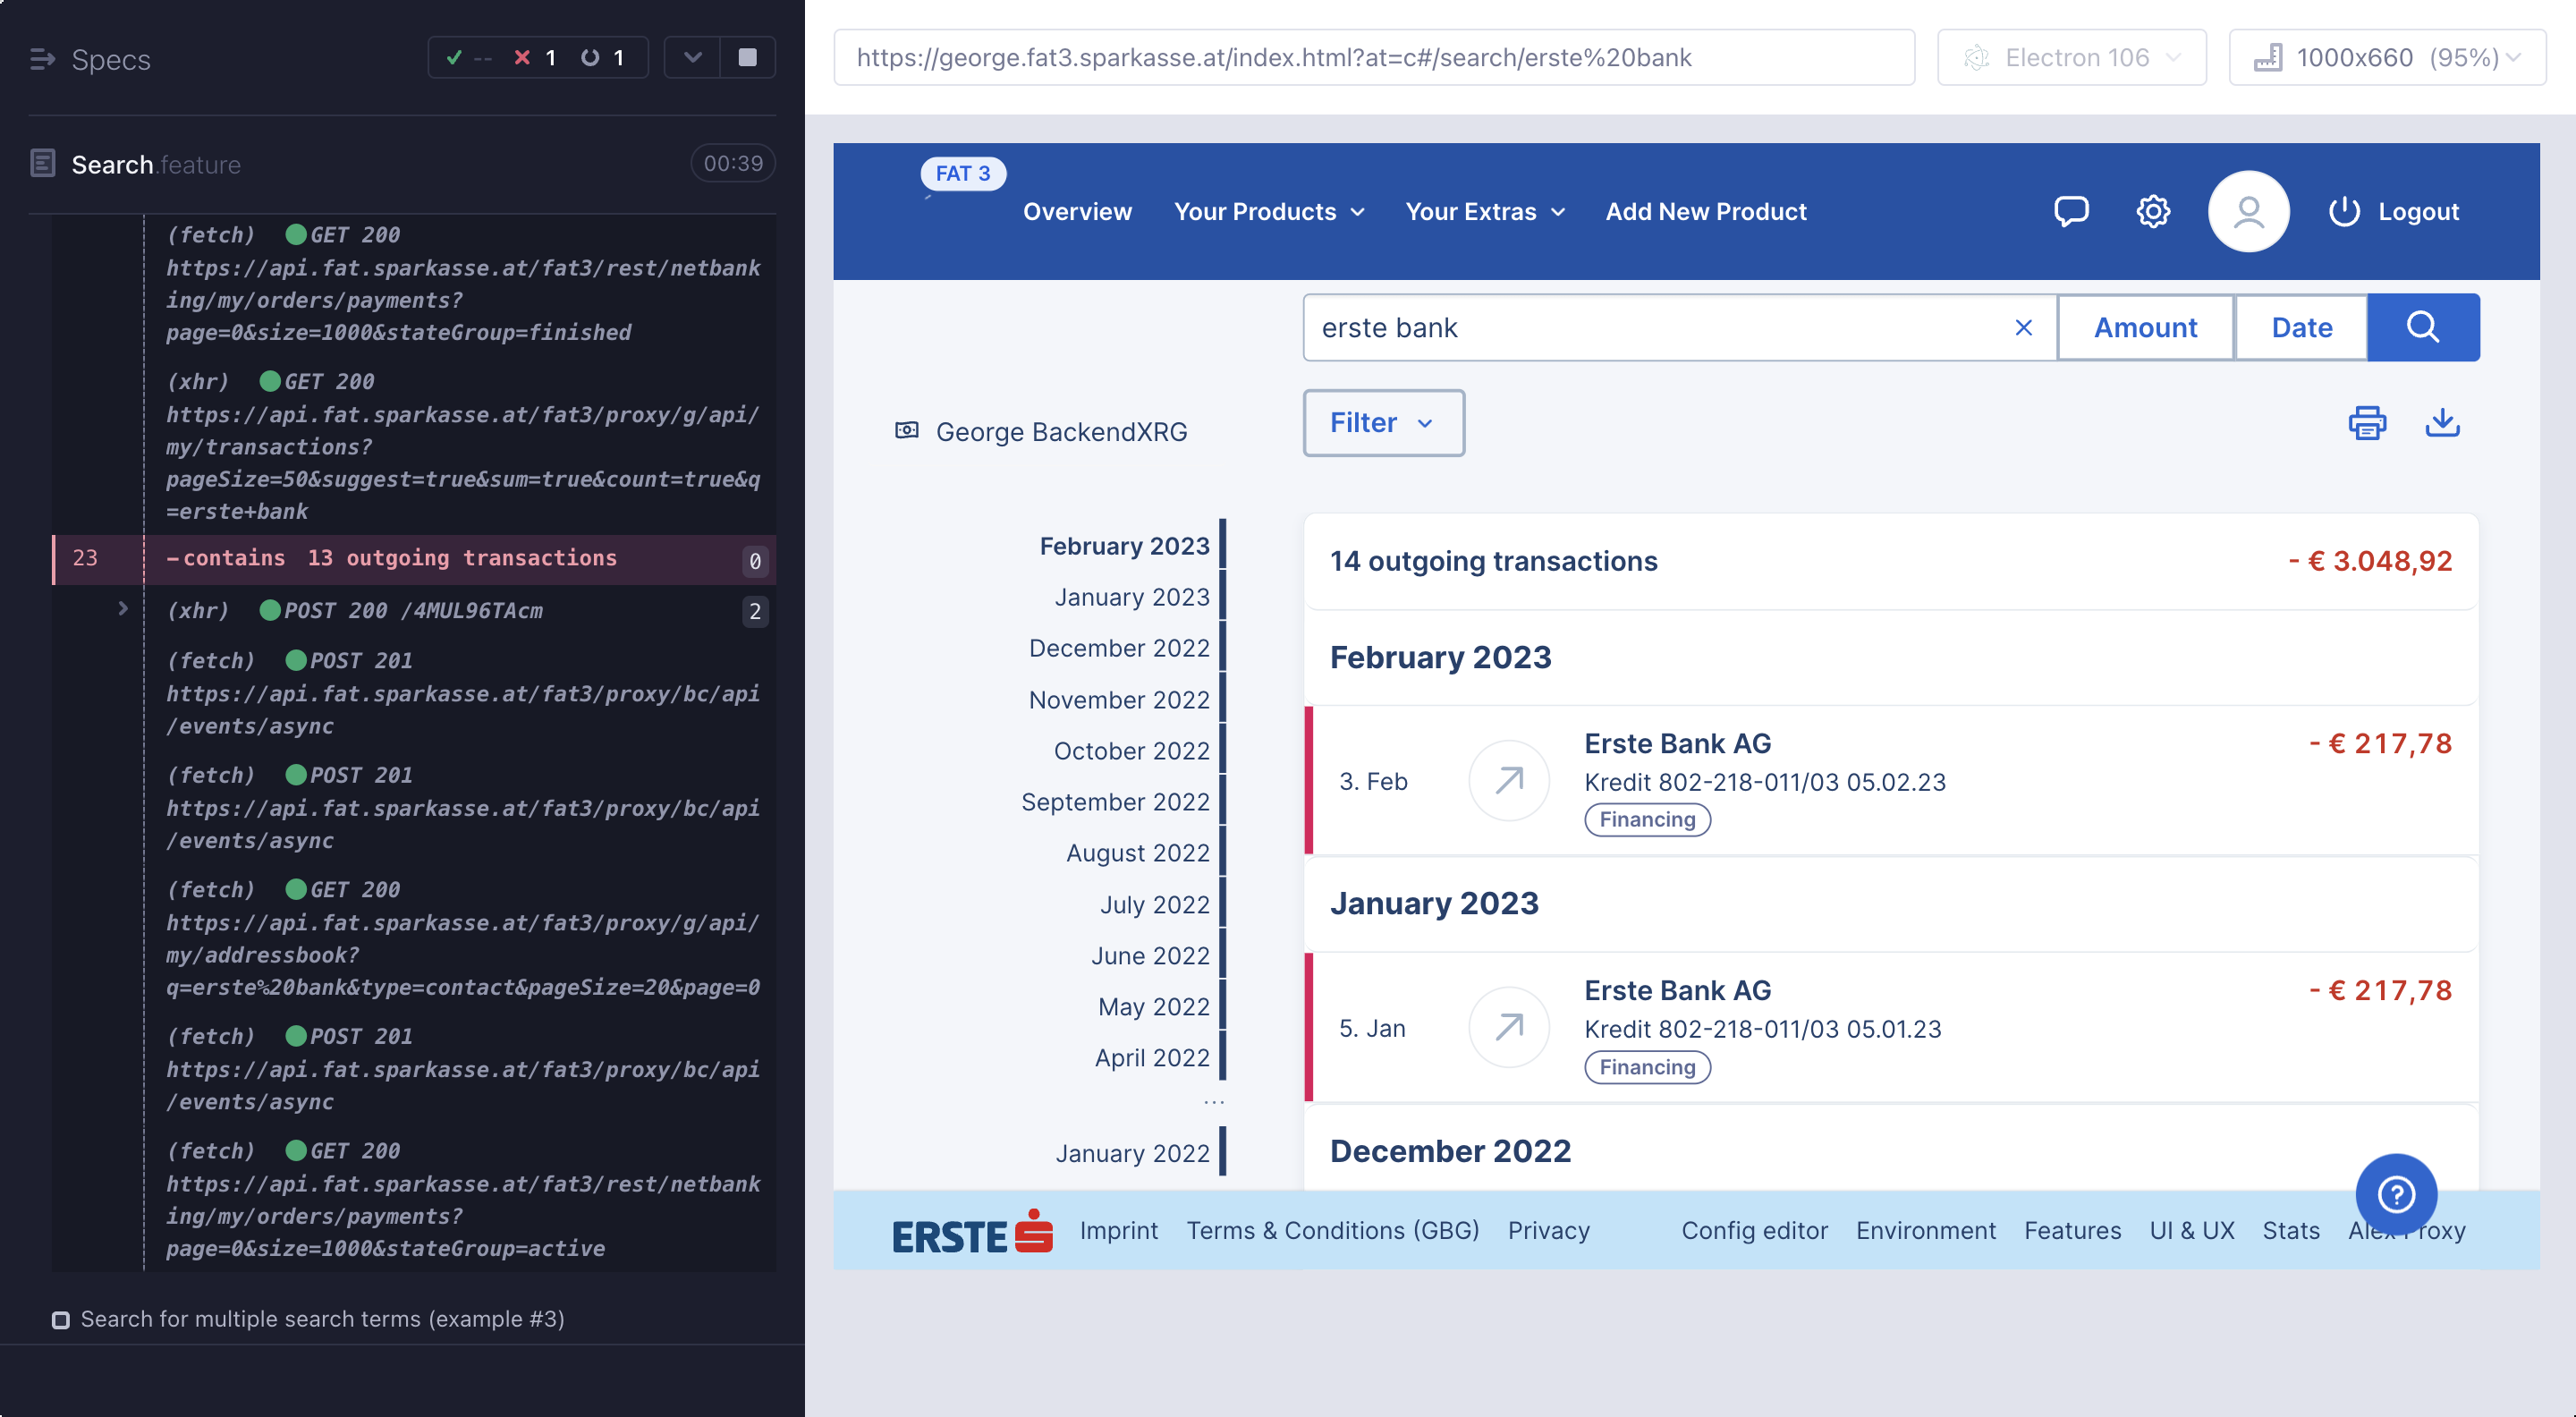 Specs
--
1
1
Search.feature
00:39
(fetch) GET 200
https://api.fat.sparkasse.at/fat3/rest/netbank
ing/my/orders/payments?
page=0&size=1000&stateGroup=finished
(xhr) GET 200
https://api.fat.sparkasse.at/fat3/proxy/g/api/
my/transactions?
pageSize=50&suggest=true&sum=true&count=true&q
=erste+bank
23 -contains 13 outgoing transactions 0
(xhr) POST 200 /4MUL96TAcm 2
(fetch) POST 201
https://api.fat.sparkasse.at/fat3/proxy/bc/api
/events/async
(fetch) POST 201
https://api.fat.sparkasse.at/fat3/proxy/bc/api
/events/async
(fetch) GET 200
https://api.fat.sparkasse.at/fat3/proxy/g/api/
my/addressbook?
q=erste%20bank&type=contact&pageSize=20&page=0
(fetch) POST 201
https://api.fat.sparkasse.at/fat3/proxy/bc/api
/events/async
(fetch) GET 200
https://api.fat.sparkasse.at/fat3/rest/netbank
ing/my/orders/payments?
page=0&size=1000&stateGroup=active
Search for multiple search terms (example #3)
https://george.fat3.sparkasse.at/index.html?at=c#/search/erste%20bank
Electron 106
1000x660 (95%)
FAT 3
Overview
Your Products
Your Extras
Add New Product
Logout
erste bank
Amount
Date
George BackendXRG
Filter
February 2023
January 2023
December 2022
November 2022
October 2022
September 2022
August 2022
July 2022
June 2022
May 2022
April 2022
...
January 2022
14 outgoing transactions - € 3.048,92
February 2023
3. Feb
Erste Bank AG - € 217,78
Kredit 802-218-011/03 05.02.23
Financing
January 2023
5. Jan
Erste Bank AG - € 217,78
Kredit 802-218-011/03 05.01.23
Financing
December 2022
ERSTE
Imprint
Terms & Conditions (GBG)
Privacy
Config editor
Environment
Features
UI & UX
Stats